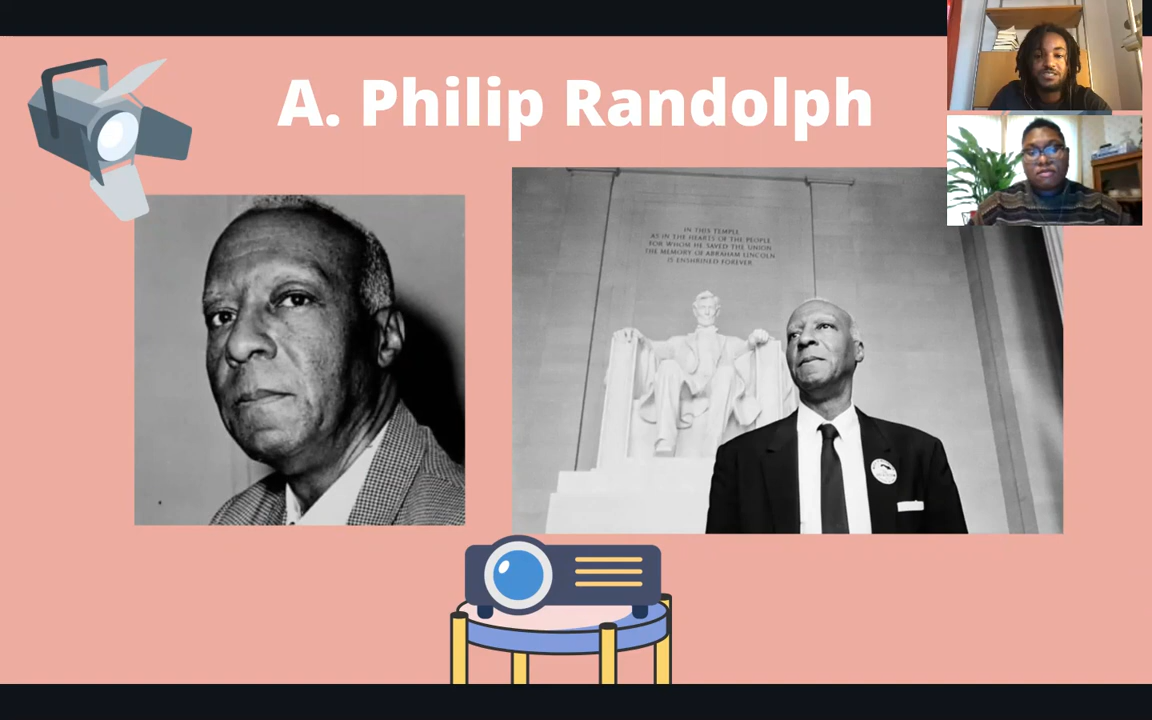 A. Philip Randolph
IN THIS TEMPLE
AS IN THE HEARTS OF THE PEOPLE
FOR WHOM HE SAVED THE UNION
THE MEMORY OF ABRAHAM LINCOLN
IS ENSHRINED FOREVER